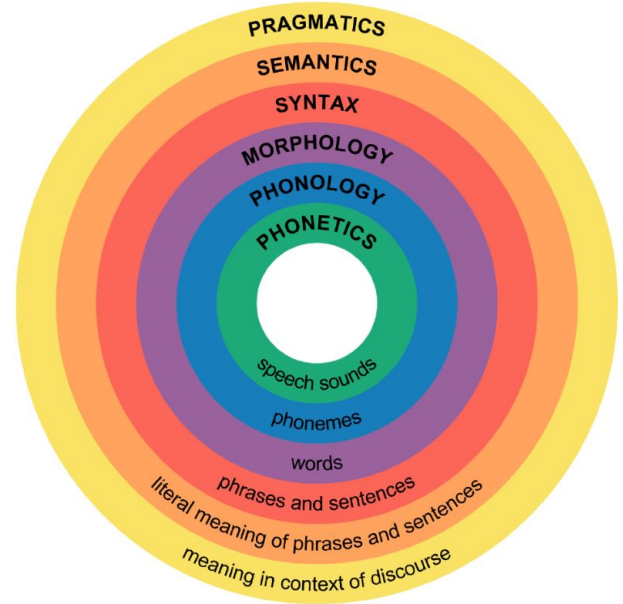 PRAGMATICS
SEMANTICS
SYNTAX
MORPHOLOGY
PHONOLOGY
PHONETICS
speech sounds
phonemes
words
phrases and sentences
literal meaning of phrases and sentences
meaning in context of discourse